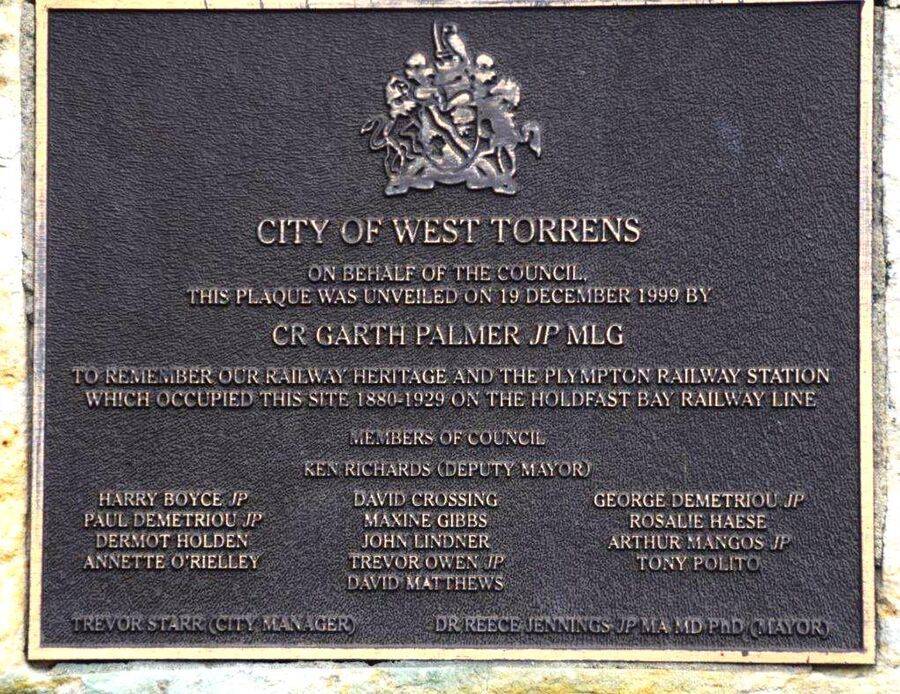 CITY OF WEST TORRENS
ON BEHALF OF THE COUNCIL,
THIS PLAQUE WAS UNVEILED ON 19 DECEMBER 1999 BY
CR GARTH PALMER JP MLG
TO REMEMBER OUR RAILWAY HERITAGE AND THE PLYMPTON RAILWAY STATION
WHICH OCCUPIED THIS SITE 1880-1929 ON THE HOLDFAST BAY RAILWAY LINE
MEMBERS OF COUNCIL
KEN RICHARDS (DEPUTY MAYOR)
HARRY BOYCE JP
PAUL DEMETRIOU JP
DERMOT HOLDEN
ANNETTE O'RIELLEY
DAVID CROSSING
MAXINE GIBBS
JOHN LINDNER
TREVOR OWEN JP
DAVID MATTHEWS
GEORGE DEMETRIOU JP
ROSALIE HAESE
ARTHUR MANGOS JP
TONY POLITO
TREVOR STARR (CITY MANAGER)
DR REECE JENNINGS JP MA MD PhD (MAYOR)